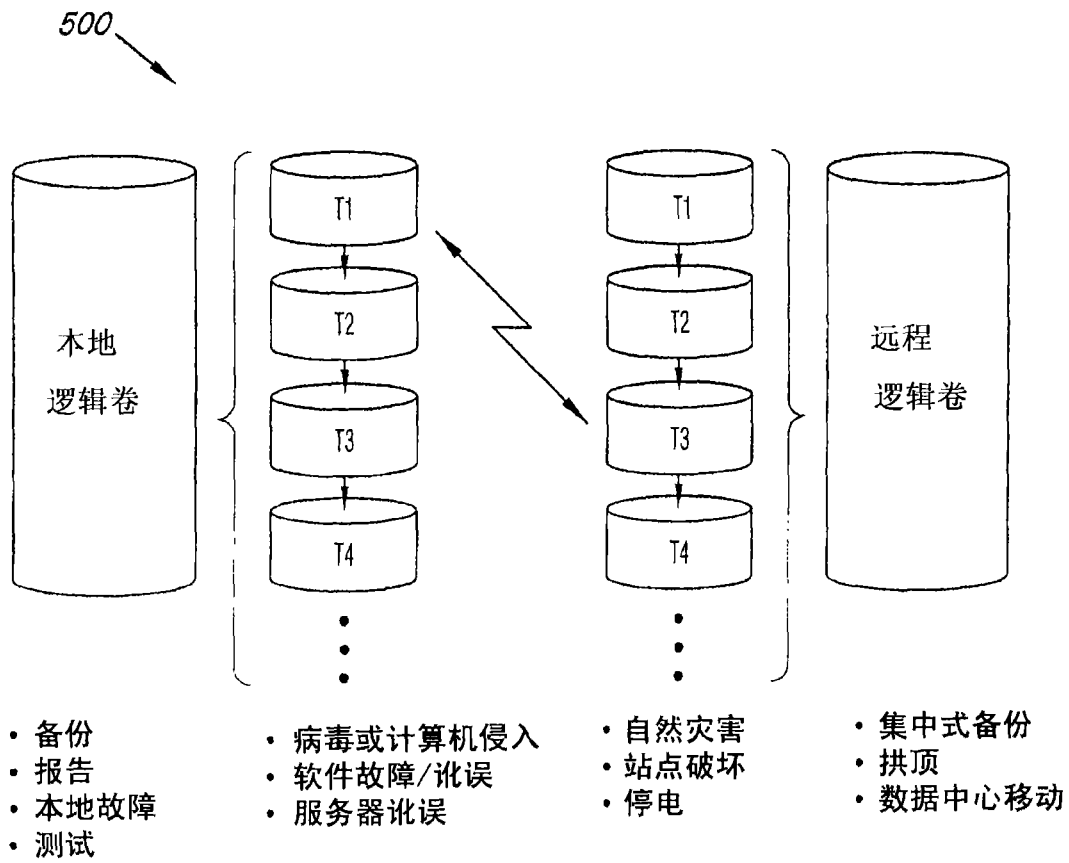 500
本地
逻辑卷
T1
T2
T3
T4
T1
T2
T3
T4
远程
逻辑卷
• 备份
• 报告
• 本地故障
• 测试
• 病毒或计算机侵入
• 软件故障/讹误
• 服务器讹误
• 自然灾害
• 站点破坏
• 停电
• 集中式备份
• 拱顶
• 数据中心移动